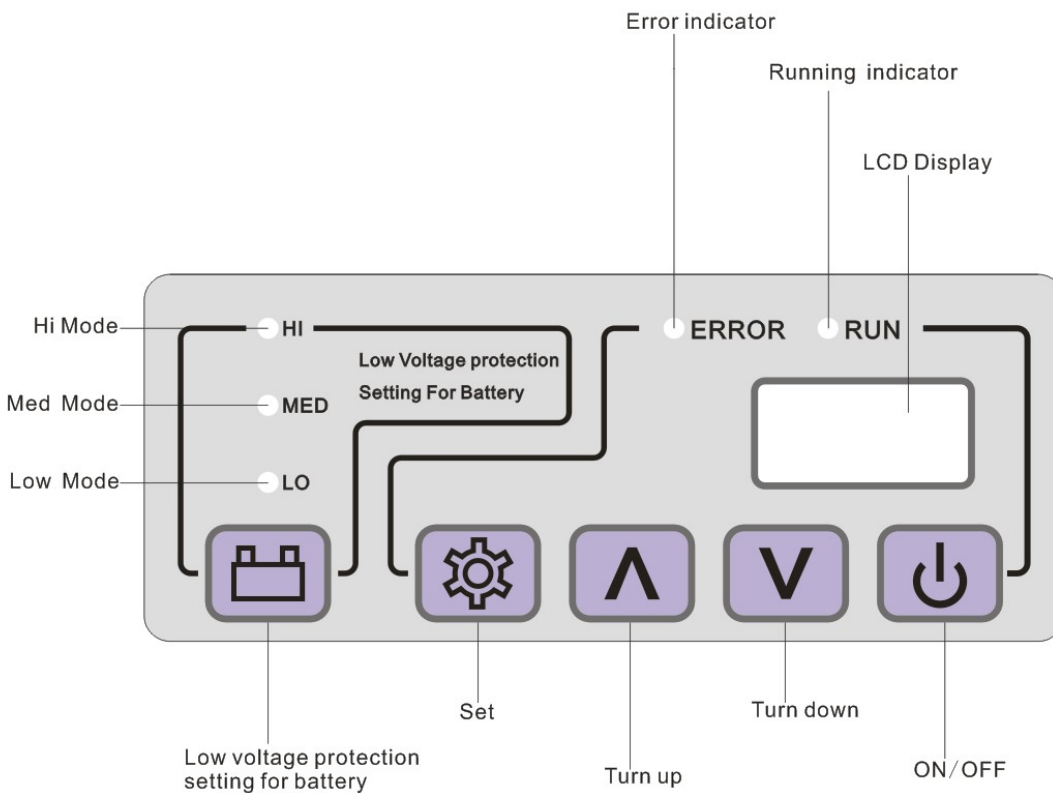 Error indicator
Running indicator
LCD Display
Hi Mode
HI
ERROR
RUN
Low Voltage protection
Setting For Battery
Med Mode
MED
Low Mode
LO
Set
Turn down
Low voltage protection
setting for battery
Turn up
ON/OFF